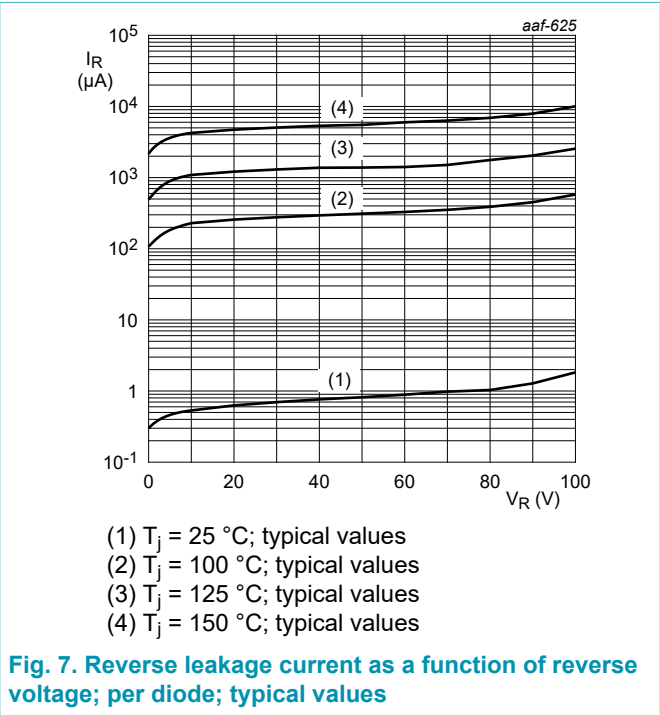 aaf-625
I_R
(μA)
10⁵
10⁴
10³
10²
10
1
10⁻¹
(4)
(3)
(2)
(1)
0 20 40 60 80 100
V_R (V)
(1) T_j = 25 °C; typical values
(2) T_j = 100 °C; typical values
(3) T_j = 125 °C; typical values
(4) T_j = 150 °C; typical values
Fig. 7. Reverse leakage current as a function of reverse
voltage; per diode; typical values